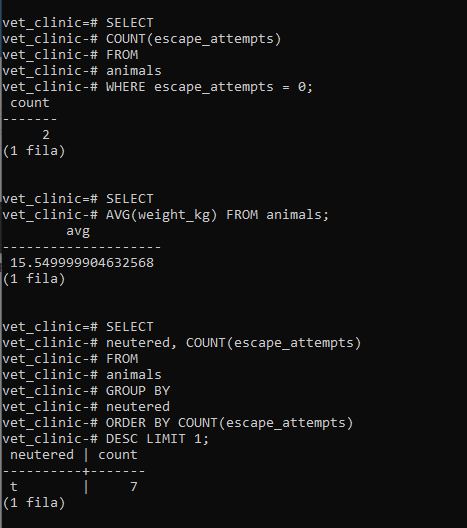 vet_clinic=# SELECT
vet_clinic-# COUNT(escape_attempts)
vet_clinic-# FROM
vet_clinic-# animals
vet_clinic-# WHERE escape_attempts = 0;
 count
-------
     2
(1 fila)

vet_clinic=# SELECT
vet_clinic-# AVG(weight_kg) FROM animals;
        avg
--------------------
 15.549999904632568
(1 fila)

vet_clinic=# SELECT
vet_clinic-# neutered, COUNT(escape_attempts)
vet_clinic-# FROM
vet_clinic-# animals
vet_clinic-# GROUP BY
vet_clinic-# neutered
vet_clinic-# ORDER BY COUNT(escape_attempts)
vet_clinic-# DESC LIMIT 1;
 neutered | count
----------+-------
 t        |     7
(1 fila)